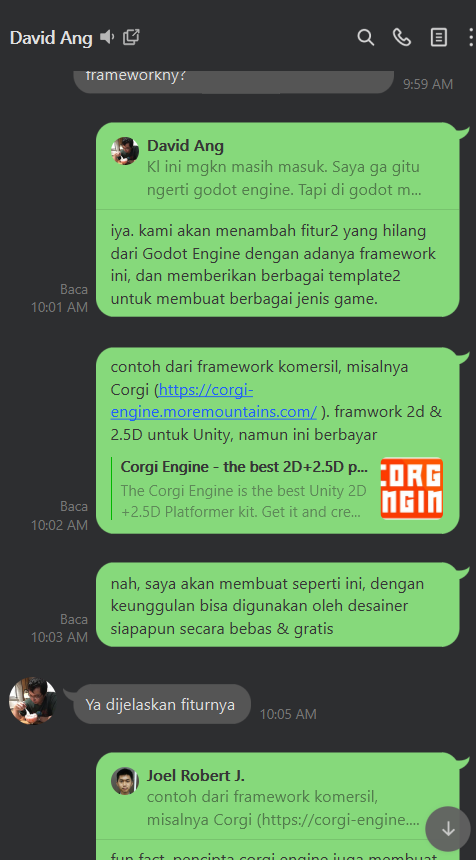 David Ang
frameworkny?
9:59 AM
David Ang
Kl ini mgkn masih masuk. Saya ga gitu
ngerti godot engine. Tapi di godot m...
iya. kami akan menambah fitur2 yang hilang
dari Godot Engine dengan adanya framework
ini, dan memberikan berbagai template2
untuk membuat berbagai jenis game.
Baca
10:01 AM
contoh dari framework komersil, misalnya
Corgi (https://corgi-
engine.moremountains.com/ ). framwork 2d &
2.5D untuk Unity, namun ini berbayar
Corgi Engine - the best 2D+2.5D p...
The Corgi Engine is the best Unity 2D
+2.5D Platformer kit. Get it and cre...
CORG
NGIN
Baca
10:02 AM
nah, saya akan membuat seperti ini, dengan
keunggulan bisa digunakan oleh desainer
siapapun secara bebas & gratis
Baca
10:03 AM
Ya dijelaskan fiturnya
10:05 AM
Joel Robert J.
contoh dari framework komersil,
misalnya Corgi (https://corgi-engine....
fun fact, pencipta corgi engine juga membuat